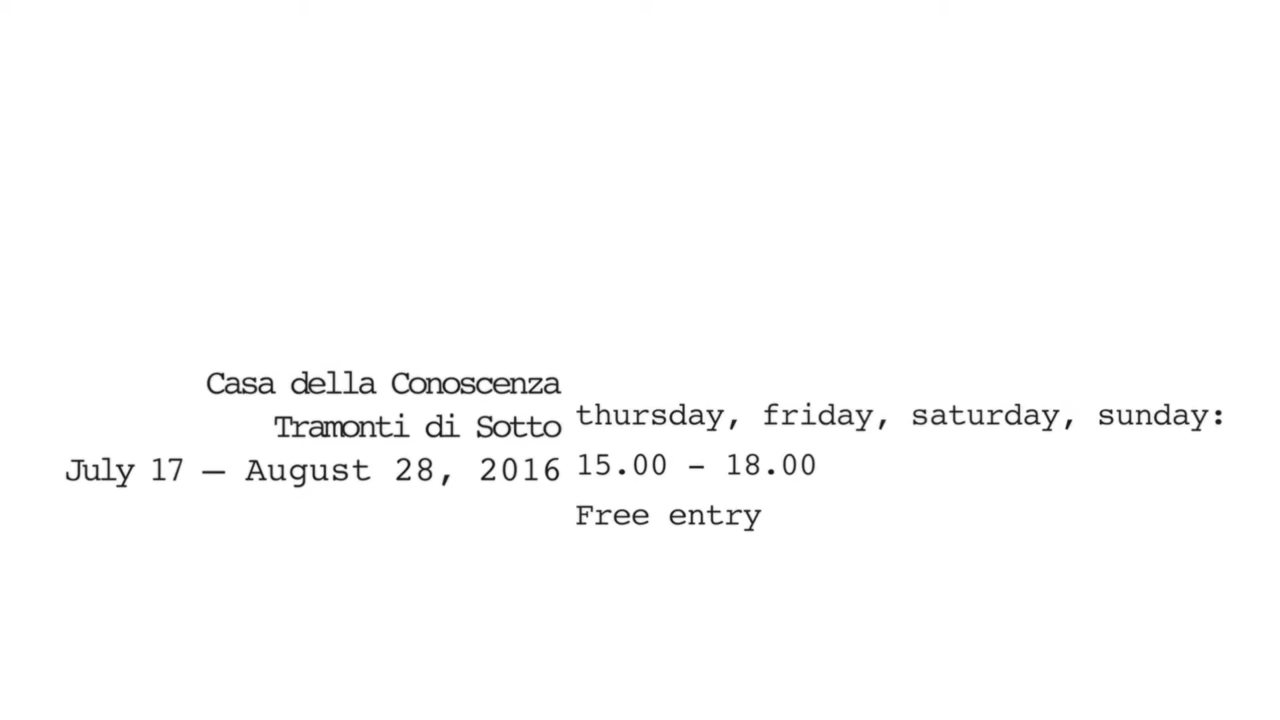 Casa della Conoscenza
Tramonti di Sotto
July 17 – August 28, 2016
thursday, friday, saturday, sunday:
15.00 - 18.00
Free entry